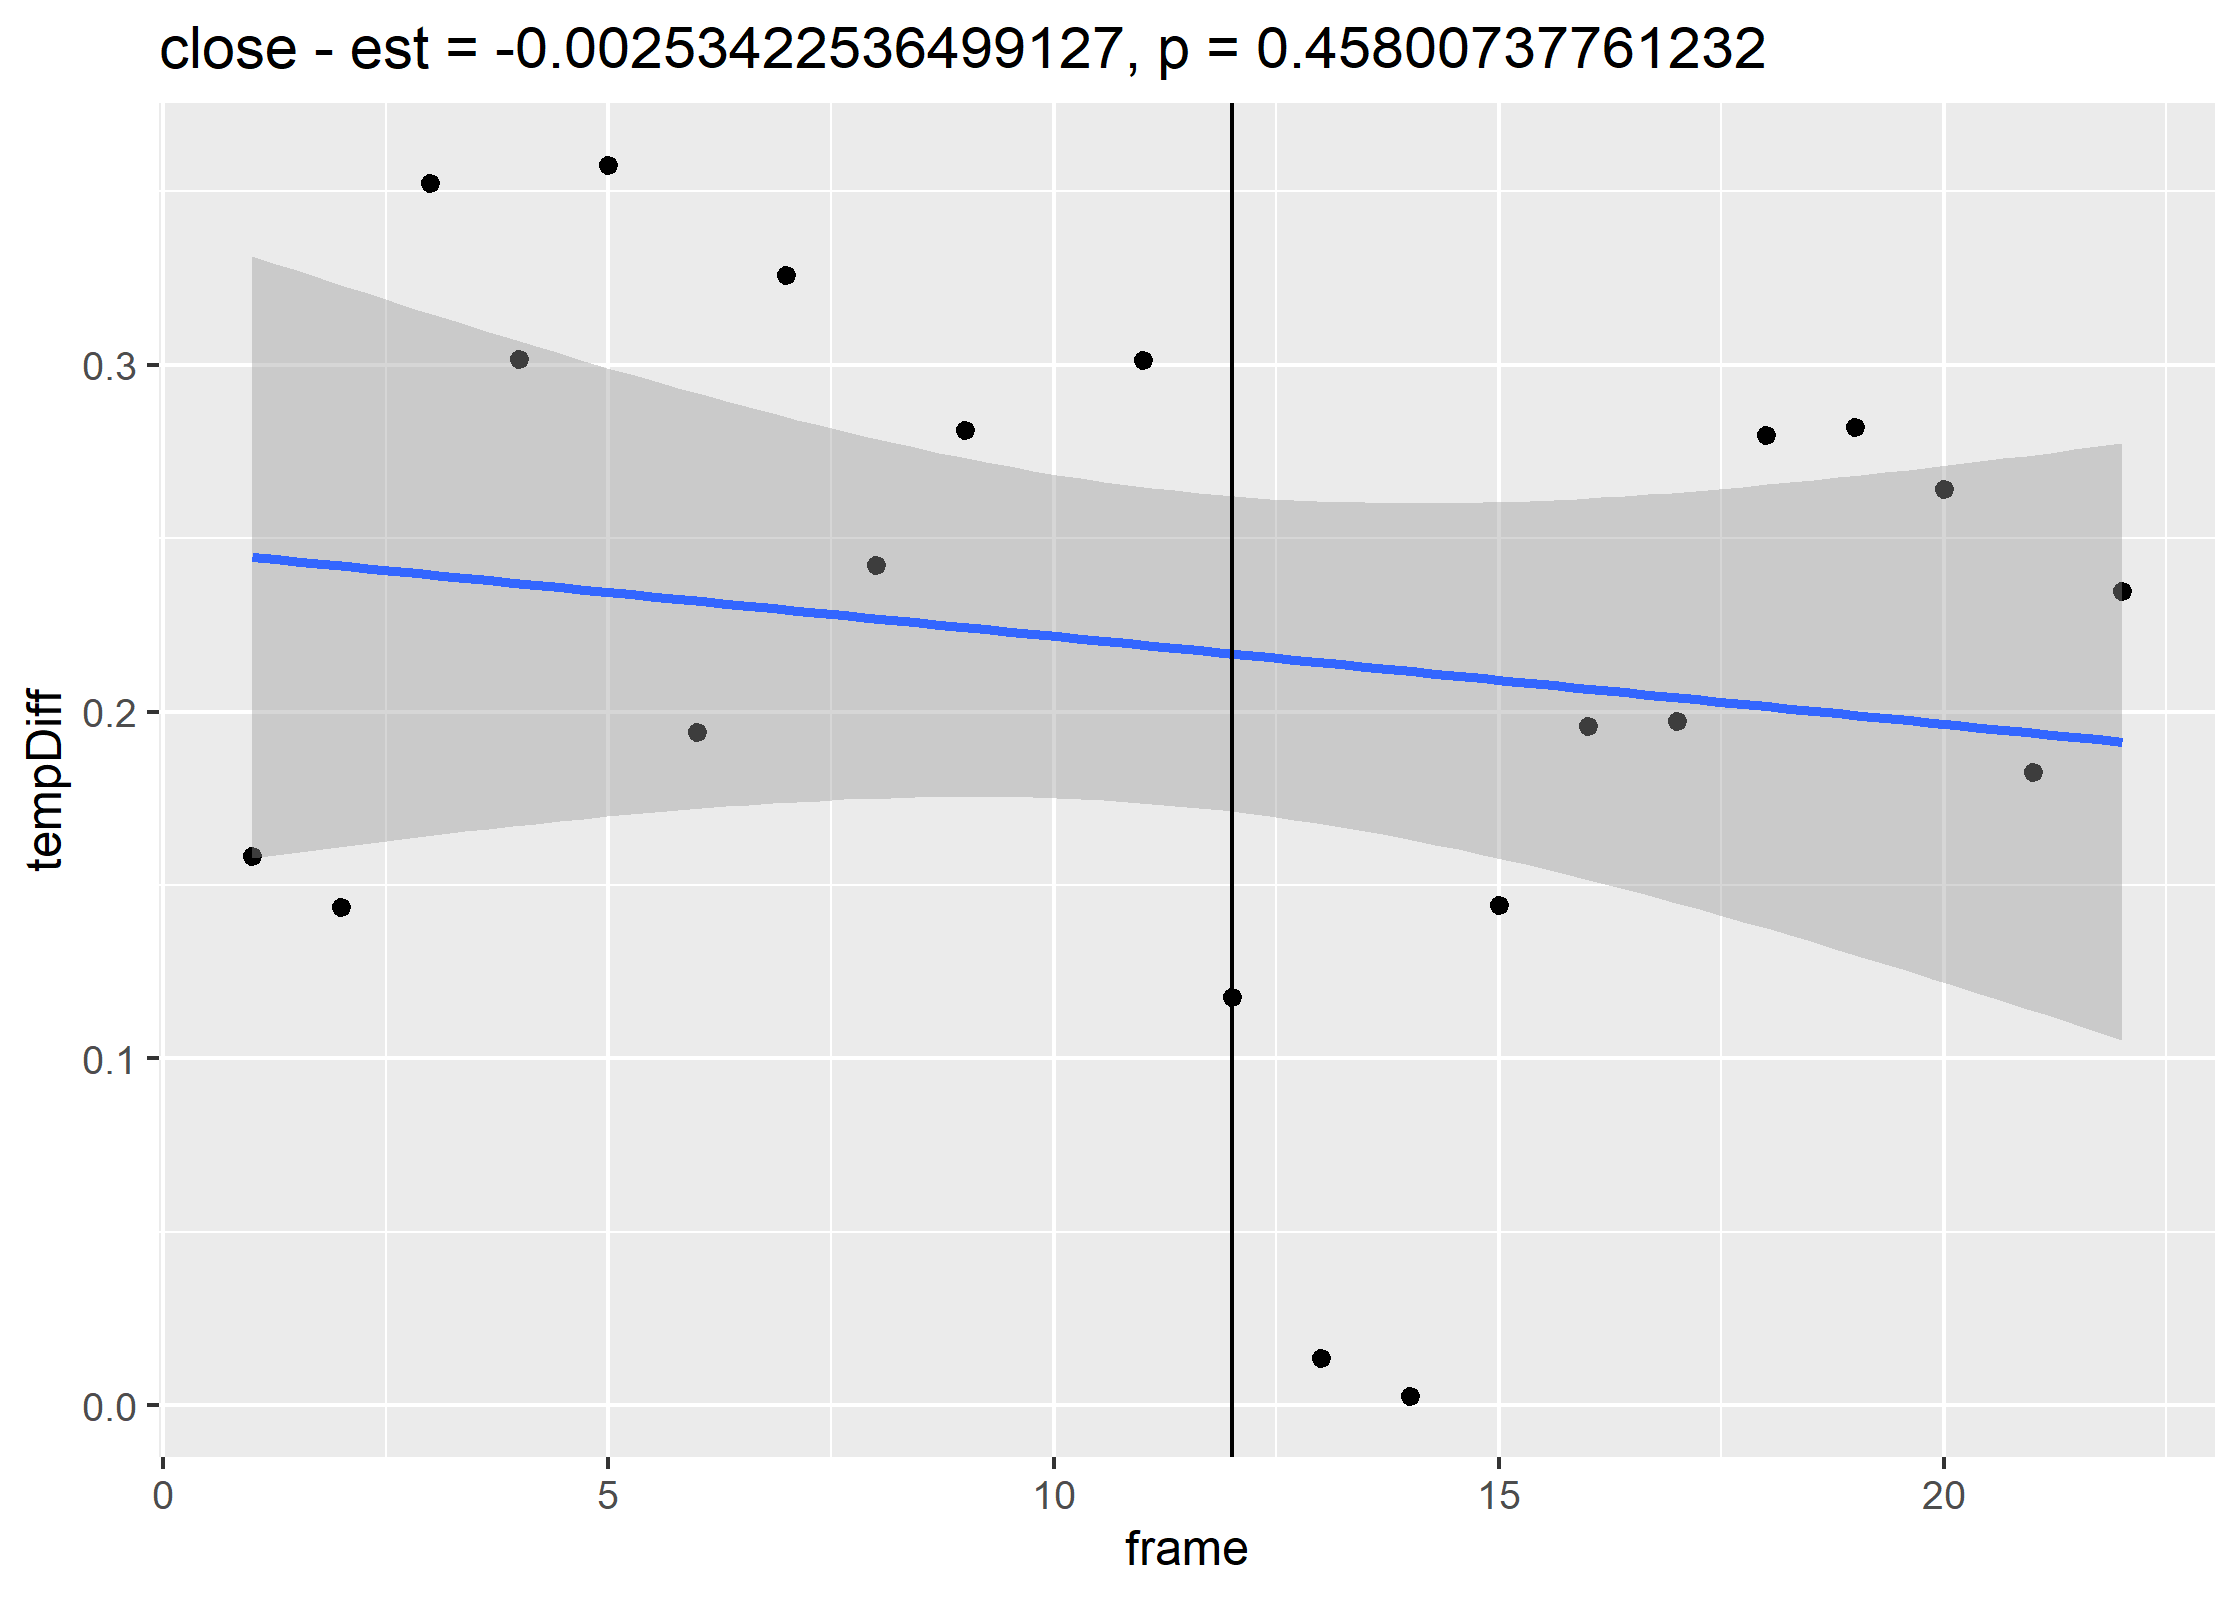 close - est = -0.00253422536499127, p = 0.45800737761232
tempDiff
0.3
0.2
0.1
0.0
0 5 10 15 20
frame